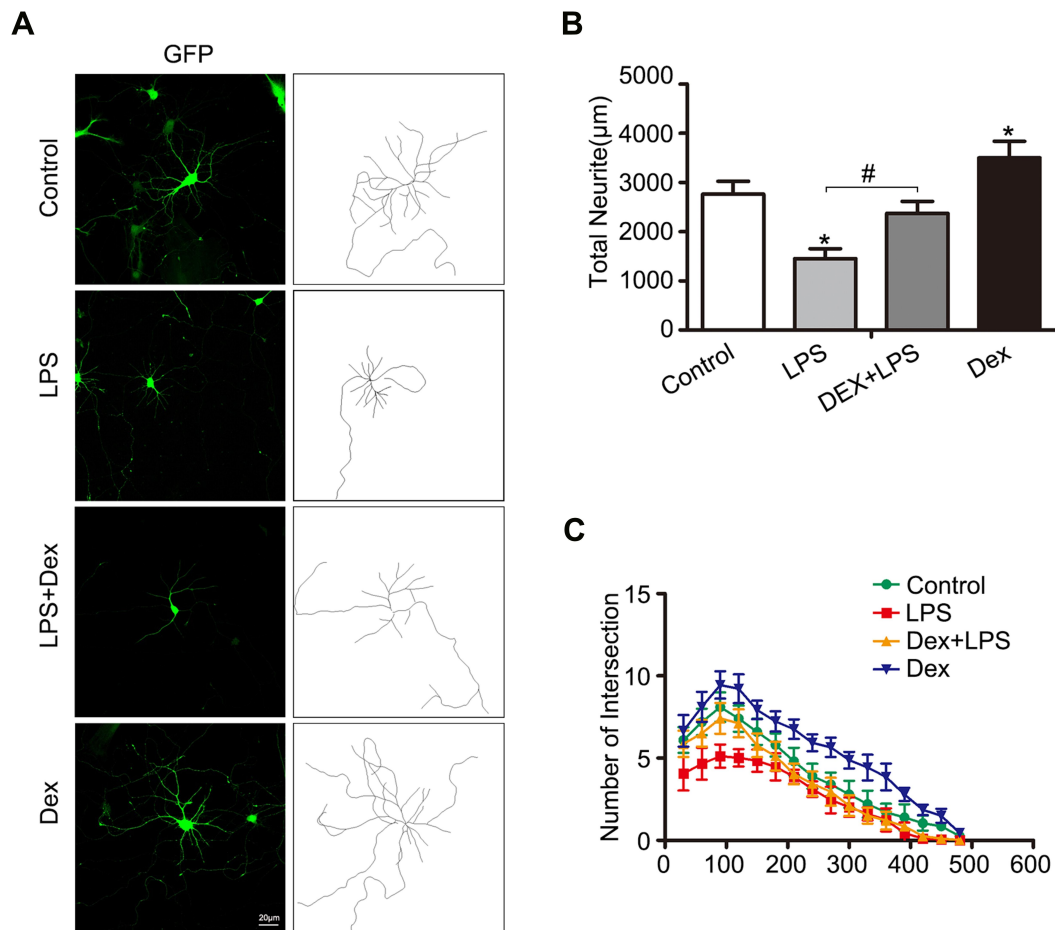 A
GFP
Control
LPS
LPS+Dex
Dex
20μm
B
Total Neurite(μm)
5000
4000
3000
2000
1000
0
*
#
*
Control
LPS
DEX+LPS
Dex
C
Number of Intersection
15
10
5
0
Control
LPS
Dex+LPS
Dex
0 100 200 300 400 500 600